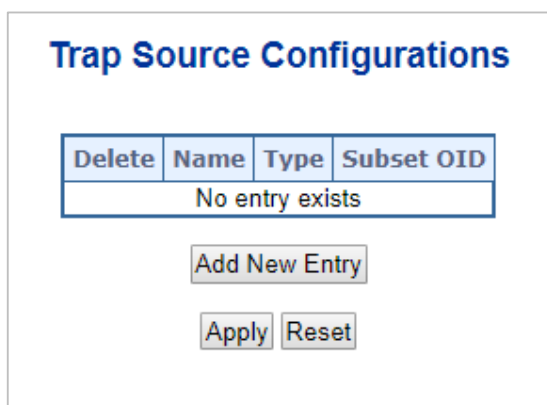 Trap Source Configurations
Delete Name Type Subset OID
No entry exists
Add New Entry
Apply Reset